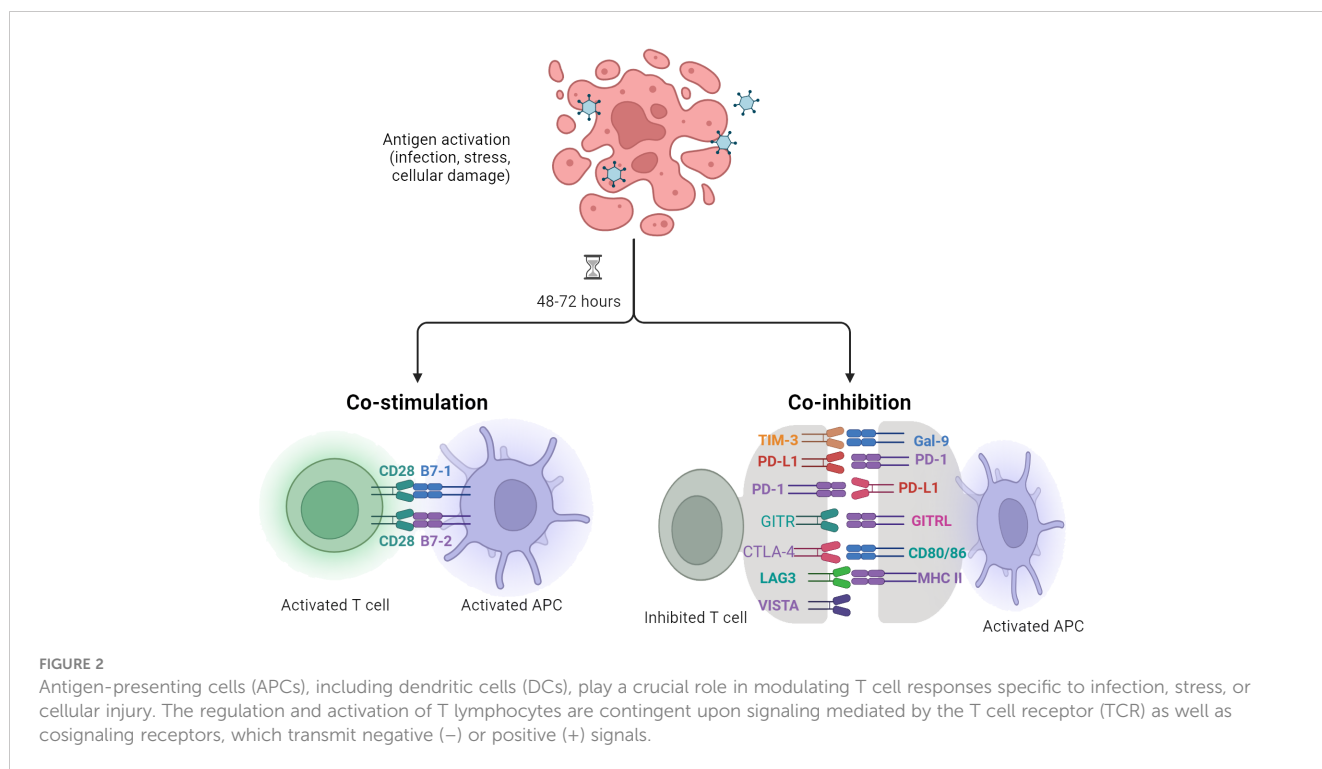 Antigen activation
(infection, stress,
cellular damage)
48-72 hours
Co-stimulation
CD28 B7-1
CD28 B7-2
Activated T cell
Activated APC
Co-inhibition
TIM-3 Gal-9
PD-L1 PD-1
PD-1 PD-L1
GITR GITRL
CTLA-4 CD80/86
LAG3 MHC II
VISTA
Inhibited T cell
Activated APC
FIGURE 2
Antigen-presenting cells (APCs), including dendritic cells (DCs), play a crucial role in modulating T cell responses specific to infection, stress, or
cellular injury. The regulation and activation of T lymphocytes are contingent upon signaling mediated by the T cell receptor (TCR) as well as
cosignaling receptors, which transmit negative (−) or positive (+) signals.